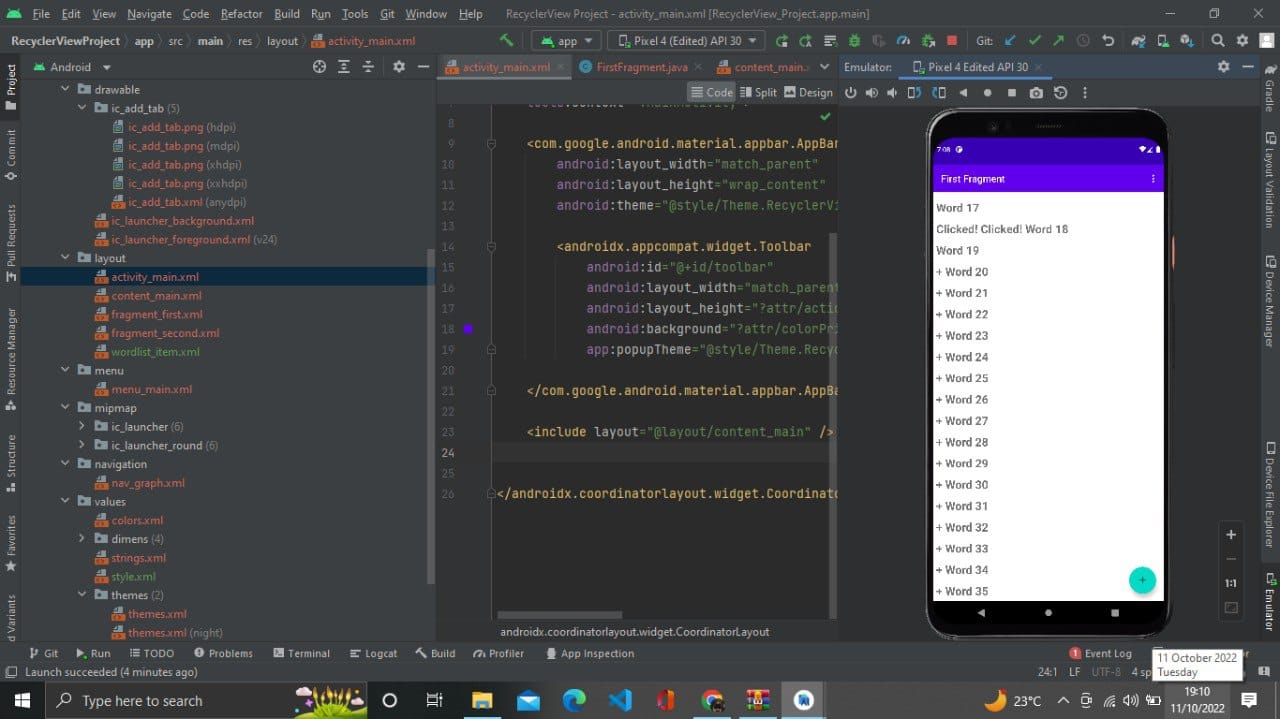 File Edit View Navigate Code Refactor Build Run Tools Git Window Help RecyclerView Project - activity_main.xml [RecyclerView_Project.app.main]
RecyclerViewProject app src main res layout activity_main.xml app Pixel 4 (Edited) API 30 Git:
Android
activity_main.xml FirstFragment.java content_main.
Emulator: Pixel 4 Edited API 30
Code Split Design
Project
Commit
Pull Requests
Resource Manager
Structure
Favorites
d Variants
drawable
ic_add_tab (5)
ic_add_tab.png (hdpi)
ic_add_tab.png (mdpi)
ic_add_tab.png (xhdpi)
ic_add_tab.png (xxhdpi)
ic_add_tab.xml (anydpi)
ic_launcher_background.xml
ic_launcher_foreground.xml (v24)
layout
activity_main.xml
content_main.xml
fragment_first.xml
fragment_second.xml
wordlist_item.xml
menu
menu_main.xml
mipmap
ic_launcher (6)
ic_launcher_round (6)
navigation
nav_graph.xml
values
colors.xml
dimens (4)
strings.xml
style.xml
themes (2)
themes.xml
themes.xml (night)
8
9 <com.google.android.material.appbar.AppBar
10 android:layout_width="match_parent"
11 android:layout_height="wrap_content"
12 android:theme="@style/Theme.RecyclerVi
13
14 <androidx.appcompat.widget.Toolbar
15 android:id="@+id/toolbar"
16 android:layout_width="match_parent
17 android:layout_height="?attr/actio
18 android:background="?attr/colorPri
19 app:popupTheme="@style/Theme.Recyc
20
21 </com.google.android.material.appbar.AppBa
22
23 <include layout="@layout/content_main" />
24
25
26 </androidx.coordinatorlayout.widget.Coordinato
androidx.coordinatorlayout.widget.CoordinatorLayout
7:08
First Fragment
Word 17
Clicked! Clicked! Word 18
Word 19
+ Word 20
+ Word 21
+ Word 22
+ Word 23
+ Word 24
+ Word 25
+ Word 26
+ Word 27
+ Word 28
+ Word 29
+ Word 30
+ Word 31
+ Word 32
+ Word 33
+ Word 34
+ Word 35
+
1:1
Gradle
Layout Validation
Device Manager
Device File Explorer
Emulator
Git Run TODO Problems Terminal Logcat Build Profiler App Inspection 1 Event Log
Launch succeeded (4 minutes ago) 24:1 LF UTF-8 4 sp
11 October 2022
Tuesday
Type here to search 23°C 19:10
11/10/2022